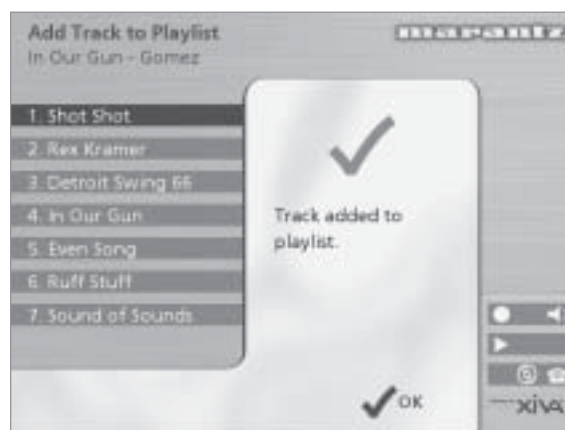 Add Track to Playlist
In Our Gun - Gomez
marantz
1. Shot Shot
2. Rex Kramer
3. Detroit Swing 66
4. In Our Gun
5. Even Song
6. Ruff Stuff
7. Sound of Sounds
Track added to
playlist.
OK
xiva